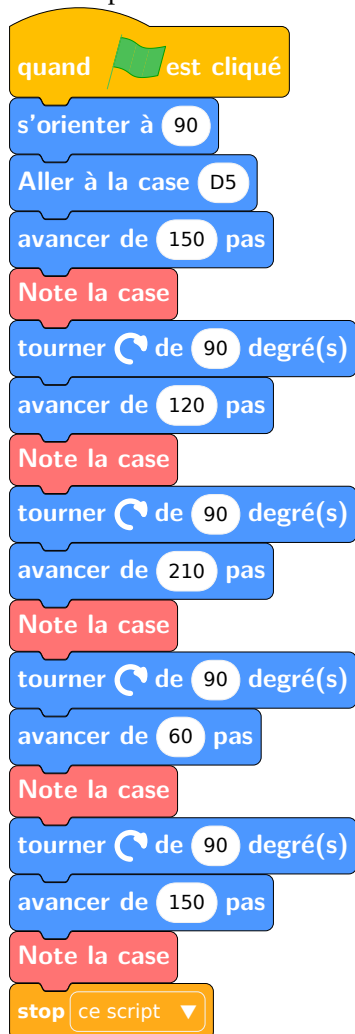 quand est cliqué
s'orienter à 90
Aller à la case D5
avancer de 150 pas
Note la case
tourner de 90 degré(s)
avancer de 120 pas
Note la case
tourner de 90 degré(s)
avancer de 210 pas
Note la case
tourner de 90 degré(s)
avancer de 60 pas
Note la case
tourner de 90 degré(s)
avancer de 150 pas
Note la case
stop ce script